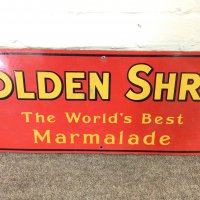 OLDEN SHR
The World's Best
Marmalade